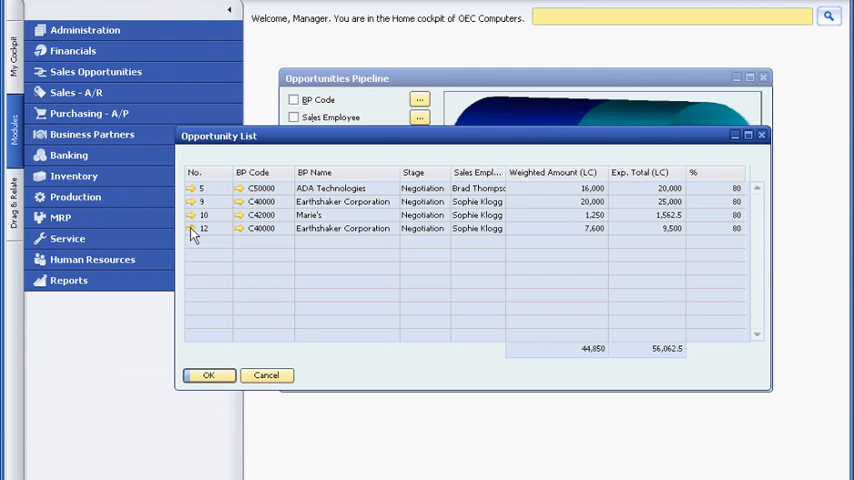 Welcome, Manager. You are in the Home cockpit of OEC Computers.
My Cockpit
Modules
Drag & Relate
Administration
Financials
Sales Opportunities
Sales - A/R
Purchasing - A/P
Business Partners
Banking
Inventory
Production
MRP
Service
Human Resources
Reports
Opportunities Pipeline
BP Code ...
Sales Employee ...
Opportunity List
No. BP Code BP Name Stage Sales Empl... Weighted Amount (LC) Exp. Total (LC) %
5 C50000 ADA Technologies Negotiation Brad Thompsc 16,000 20,000 80
9 C40000 Earthshaker Corporation Negotiation Sophie Klogg 20,000 25,000 80
10 C42000 Marie's Negotiation Sophie Klogg 1,250 1,562.5 80
12 C40000 Earthshaker Corporation Negotiation Sophie Klogg 7,600 9,500 80
44,850 56,062.5
OK Cancel